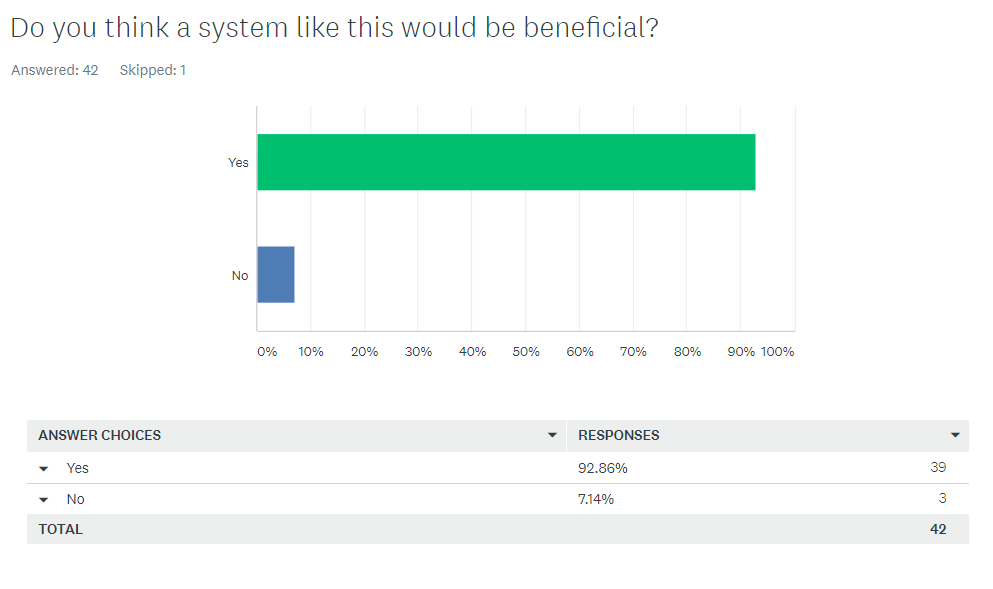 Do you think a system like this would be beneficial?
Answered: 42 Skipped: 1
Yes
No
0% 10% 20% 30% 40% 50% 60% 70% 80% 90% 100%
ANSWER CHOICES RESPONSES
Yes 92.86% 39
No 7.14% 3
TOTAL 42